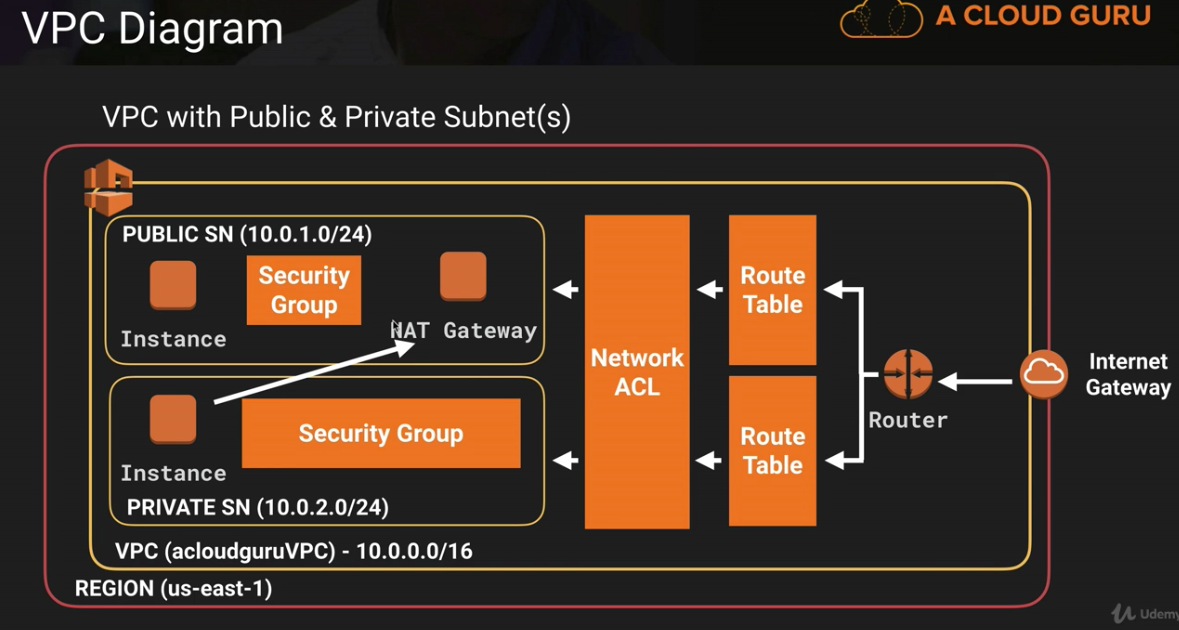 VPC Diagram
A CLOUD GURU
VPC with Public & Private Subnet(s)
PUBLIC SN (10.0.1.0/24)
Security
Group
Instance
NAT Gateway
Instance
Security Group
PRIVATE SN (10.0.2.0/24)
VPC (acloudguruVPC) - 10.0.0.0/16
REGION (us-east-1)
Network
ACL
Route
Table
Route
Table
Router
Internet
Gateway
Udemy